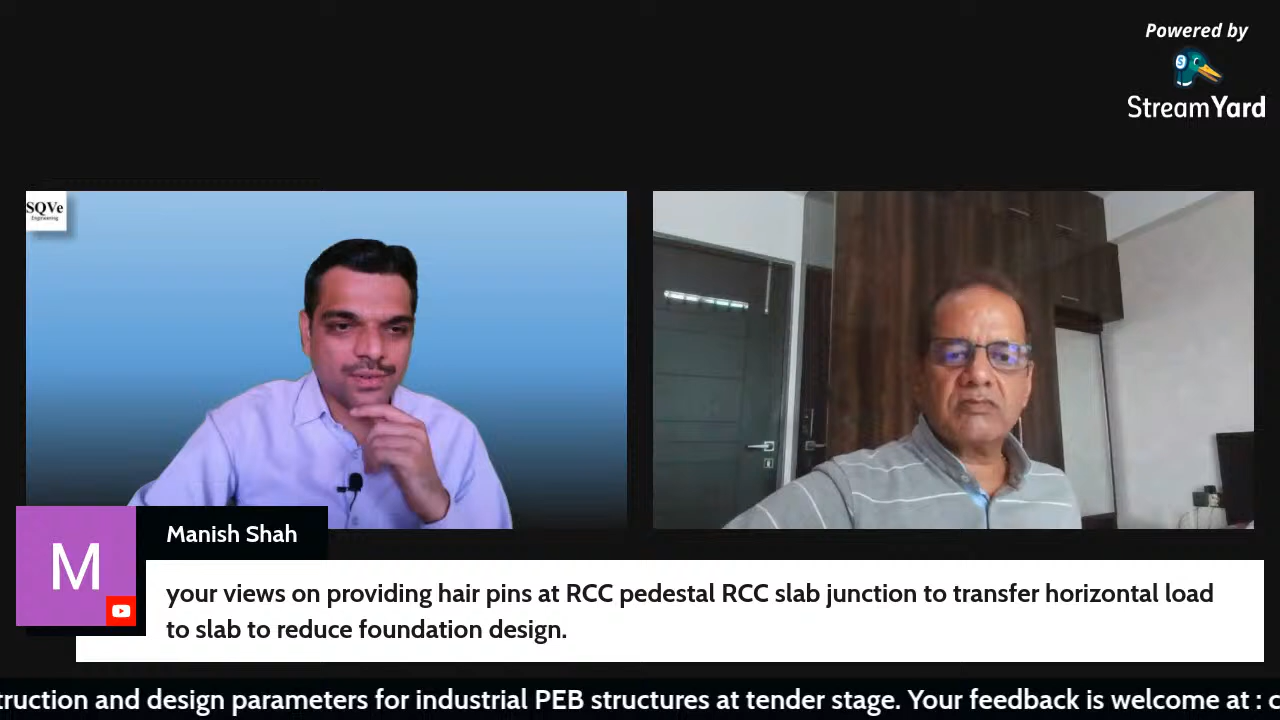 Powered by
StreamYard
SQVe
Engineering
Manish Shah
M
your views on providing hair pins at RCC pedestal RCC slab junction to transfer horizontal load
to slab to reduce foundation design.
truction and design parameters for industrial PEB structures at tender stage. Your feedback is welcome at : c